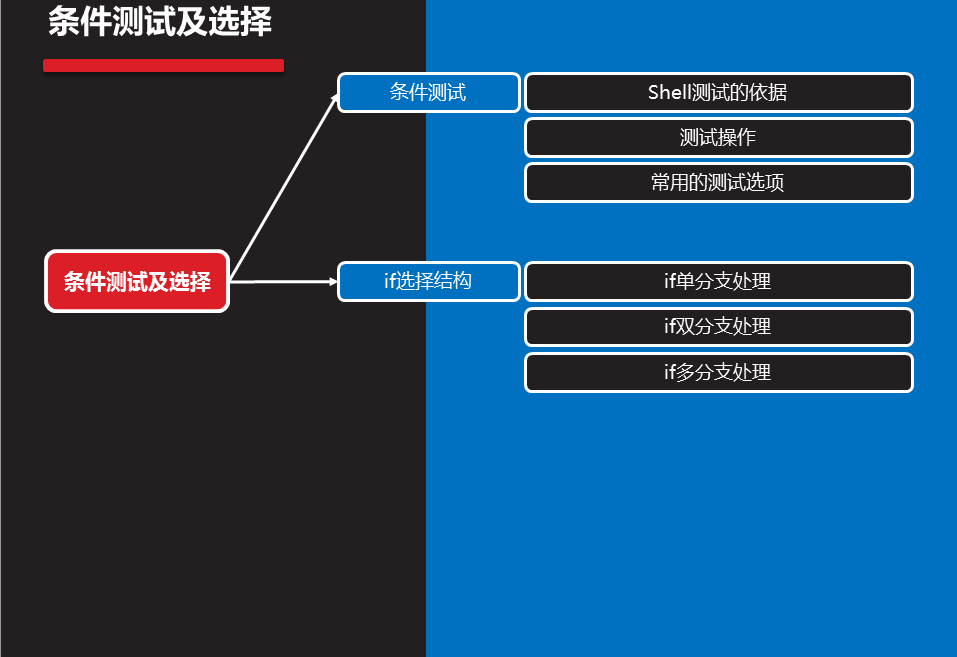 条件测试及选择
条件测试
Shell测试的依据
测试操作
常用的测试选项
条件测试及选择
if选择结构
if单分支处理
if双分支处理
if多分支处理